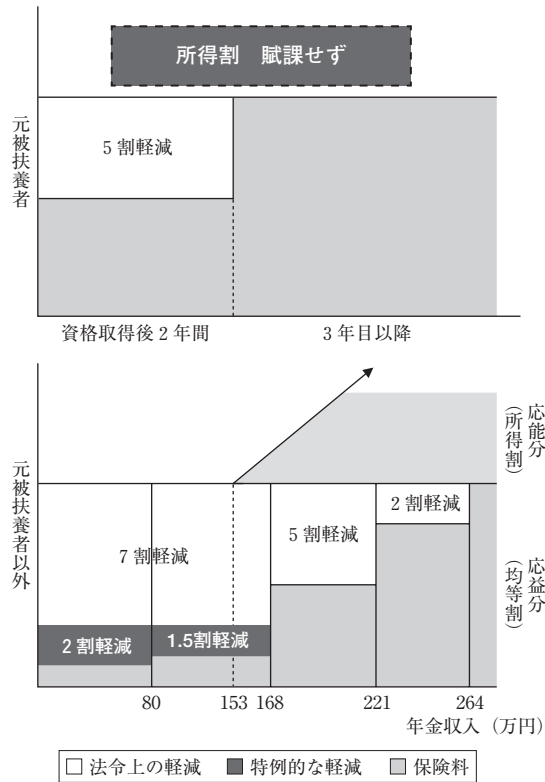 所得割 賦課せず
元被扶養者
5割軽減
資格取得後2年間
3年目以降
元被扶養者以外
応能分
(所得割)
2割軽減
5割軽減
7割軽減
応益分
(均等割)
2割軽減
1.5割軽減
80 153 168 221 264
年金収入(万円)
法令上の軽減 特例的な軽減 保険料